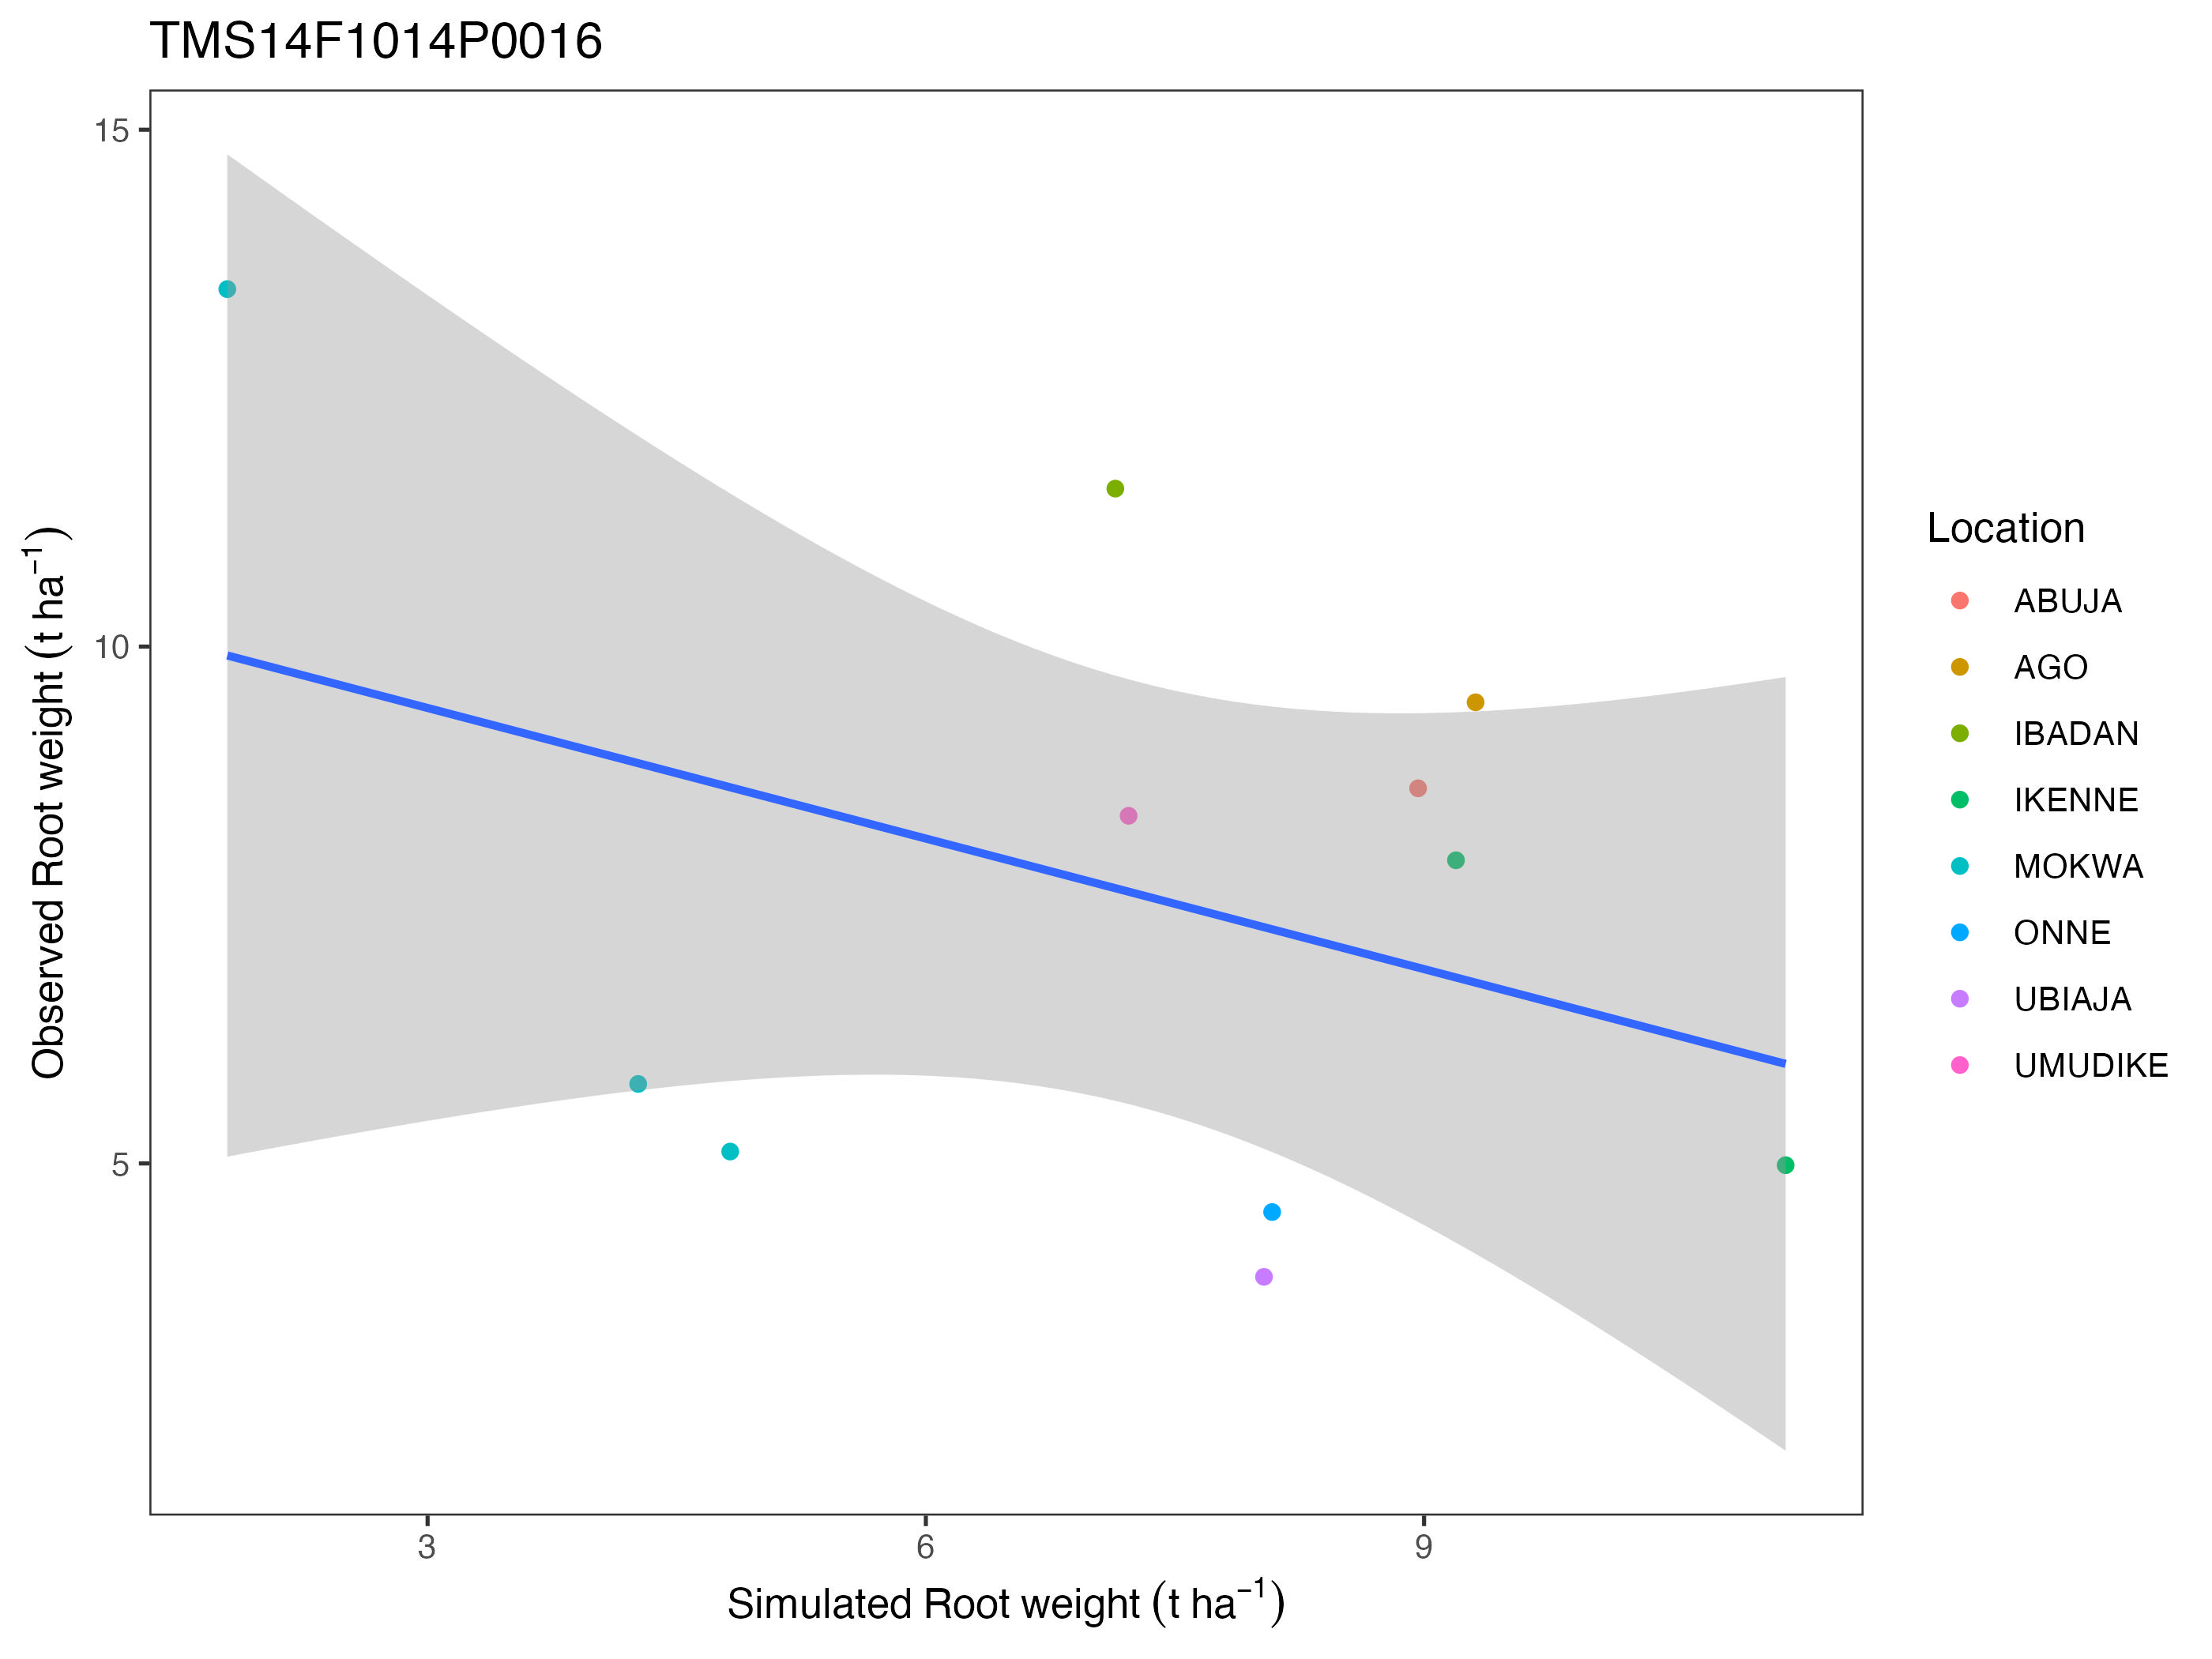 TMS14F1014P0016
15
10
5
Observed Root weight (t ha⁻¹)
3 6 9
Simulated Root weight (t ha⁻¹)
Location
ABUJA
AGO
IBADAN
IKENNE
MOKWA
ONNE
UBIAJA
UMUDIKE